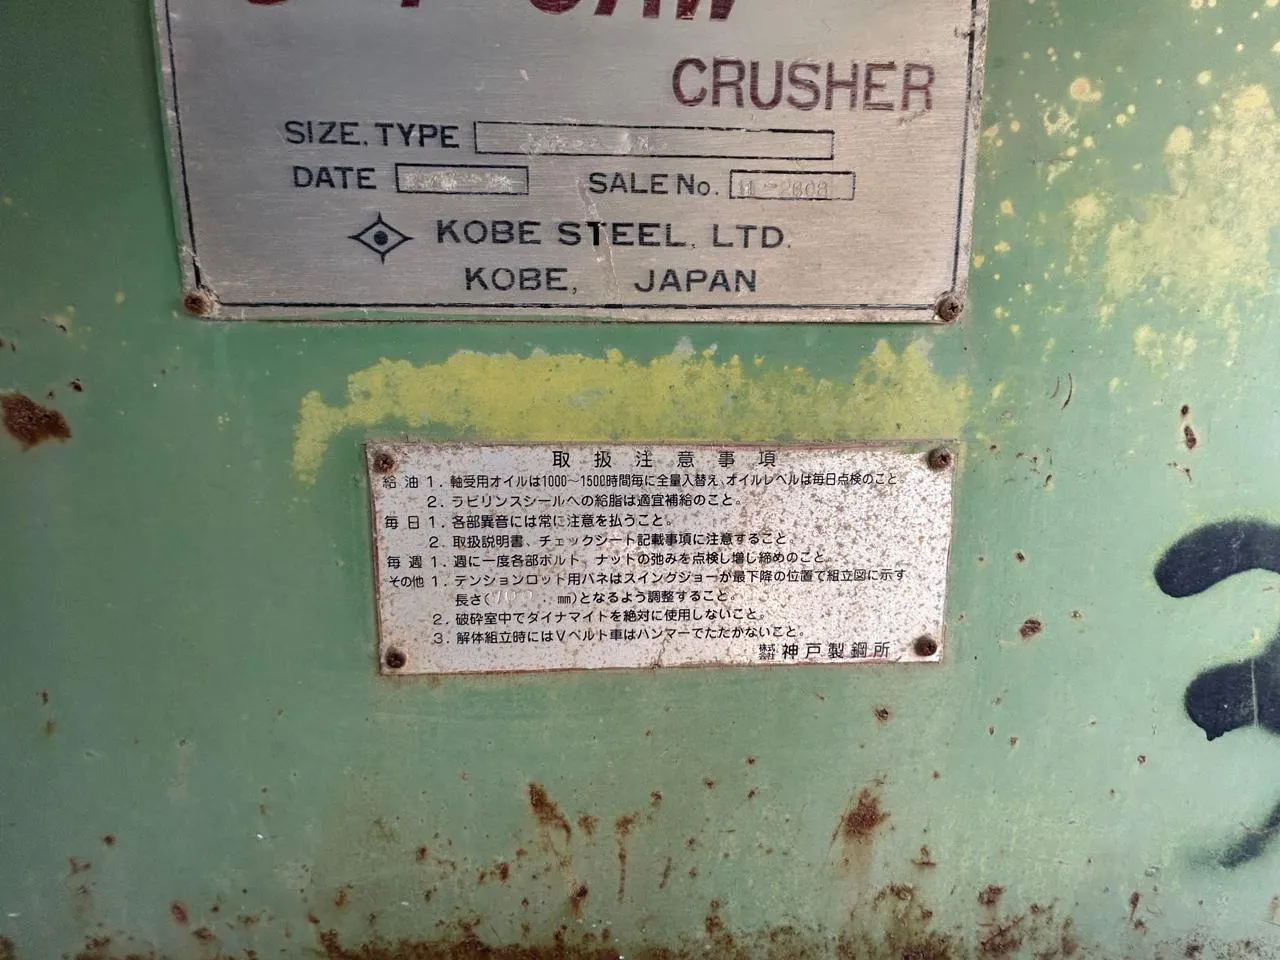 JAW
CRUSHER
SIZE. TYPE
DATE SALE No.
KOBE STEEL, LTD.
KOBE, JAPAN
取扱注意事項
給油 1. 軸受用オイルは1000～1500時間毎に全量入替え、オイルレベルは毎日点検のこと
2. ラビリンスシールへの給脂は適宜補給のこと。
毎日 1. 各部異音には常に注意を払うこと。
2. 取扱説明書、チェックシート記載事項に注意すること。
毎週 1. 週に一度各部ボルト、ナットの弛みを点検し増し締めのこと。
その他 1. テンションロット用バネはスイングジョーが最下降の位置で組立図に示す
長さ( mm)となるよう調整すること。
2. 破砕室中でダイナマイトを絶対に使用しないこと。
3. 解体組立時にはVベルト車はハンマーでたたかないこと。
株式会社 神戸製鋼所